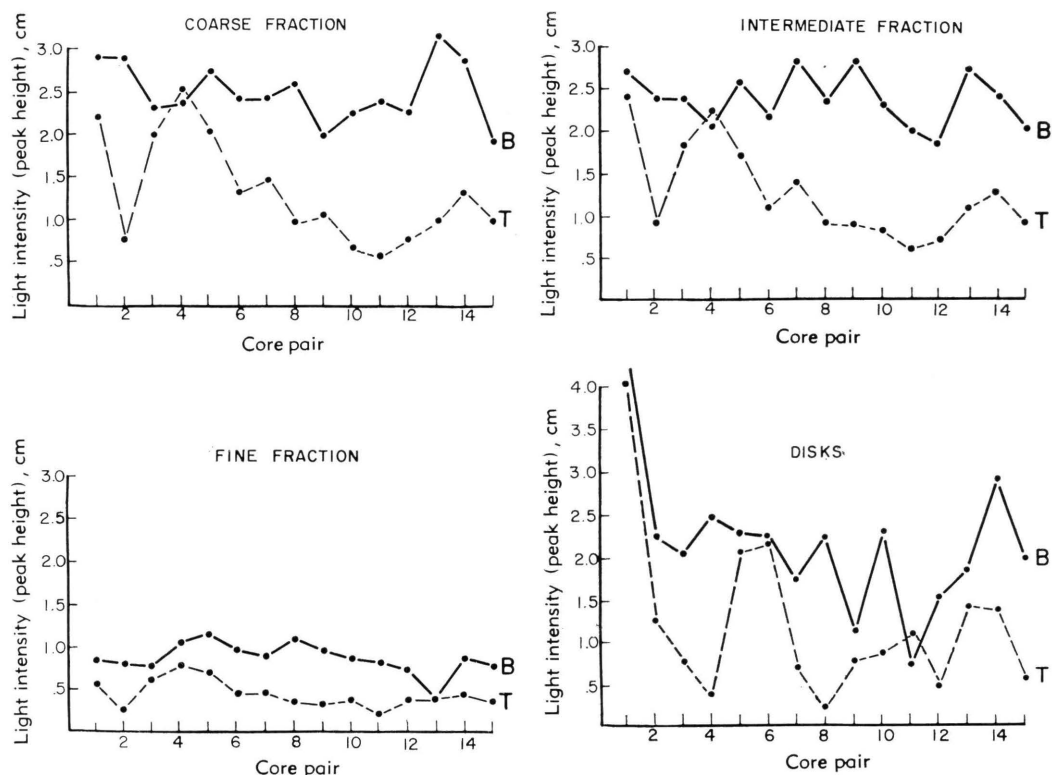 COARSE FRACTION
Light intensity (peak height), cm
3.0
2.5
2.0
1.5
1.0
.5
B
T
2 4 6 8 10 12 14
Core pair
INTERMEDIATE FRACTION
Light intensity (peak height), cm
3.0
2.5
2.0
1.5
1.0
.5
B
T
2 4 6 8 10 12 14
Core pair
FINE FRACTION
Light intensity (peak height), cm
3.0
2.5
2.0
1.5
1.0
.5
B
T
2 4 6 8 10 12 14
Core pair
DISKS
Light intensity (peak height), cm
4.0
3.5
3.0
2.5
2.0
1.5
1.0
.5
B
T
2 4 6 8 10 12 14
Core pair